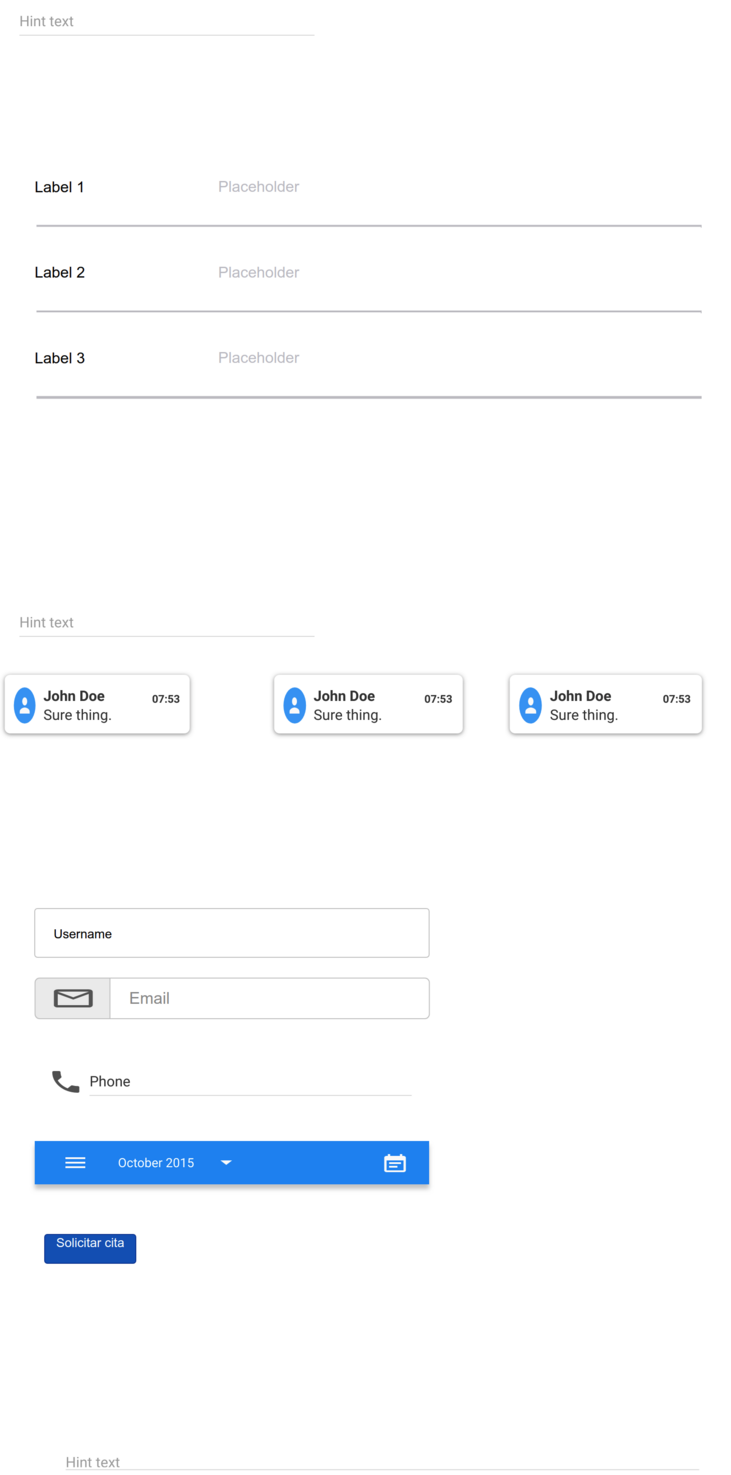 Hint text
Label 1 Placeholder
Label 2 Placeholder
Label 3 Placeholder
Hint text
John Doe 07:53
Sure thing.
John Doe 07:53
Sure thing.
John Doe 07:53
Sure thing.
Username
Email
Phone
October 2015
Solicitar cita
Hint text